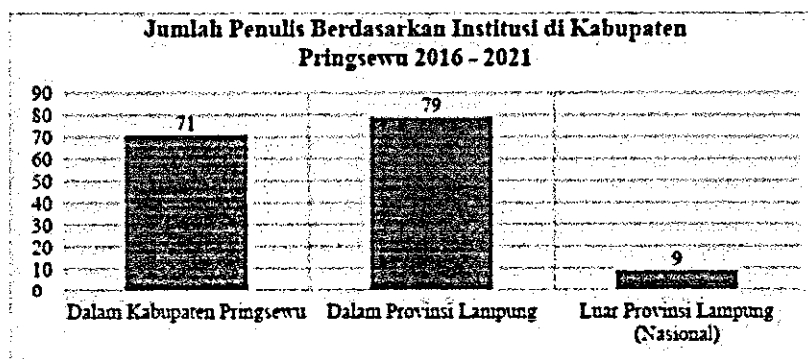 Jumlah Penulis Berdasarkan Institusi di Kabupaten
Pringsewu 2016 - 2021
90
80
70
60
50
40
30
20
10
0
71
79
9
Dalam Kabupaten Pringsewu
Dalam Provinsi Lampung
Luar Provinsi Lampung
(Nasional)